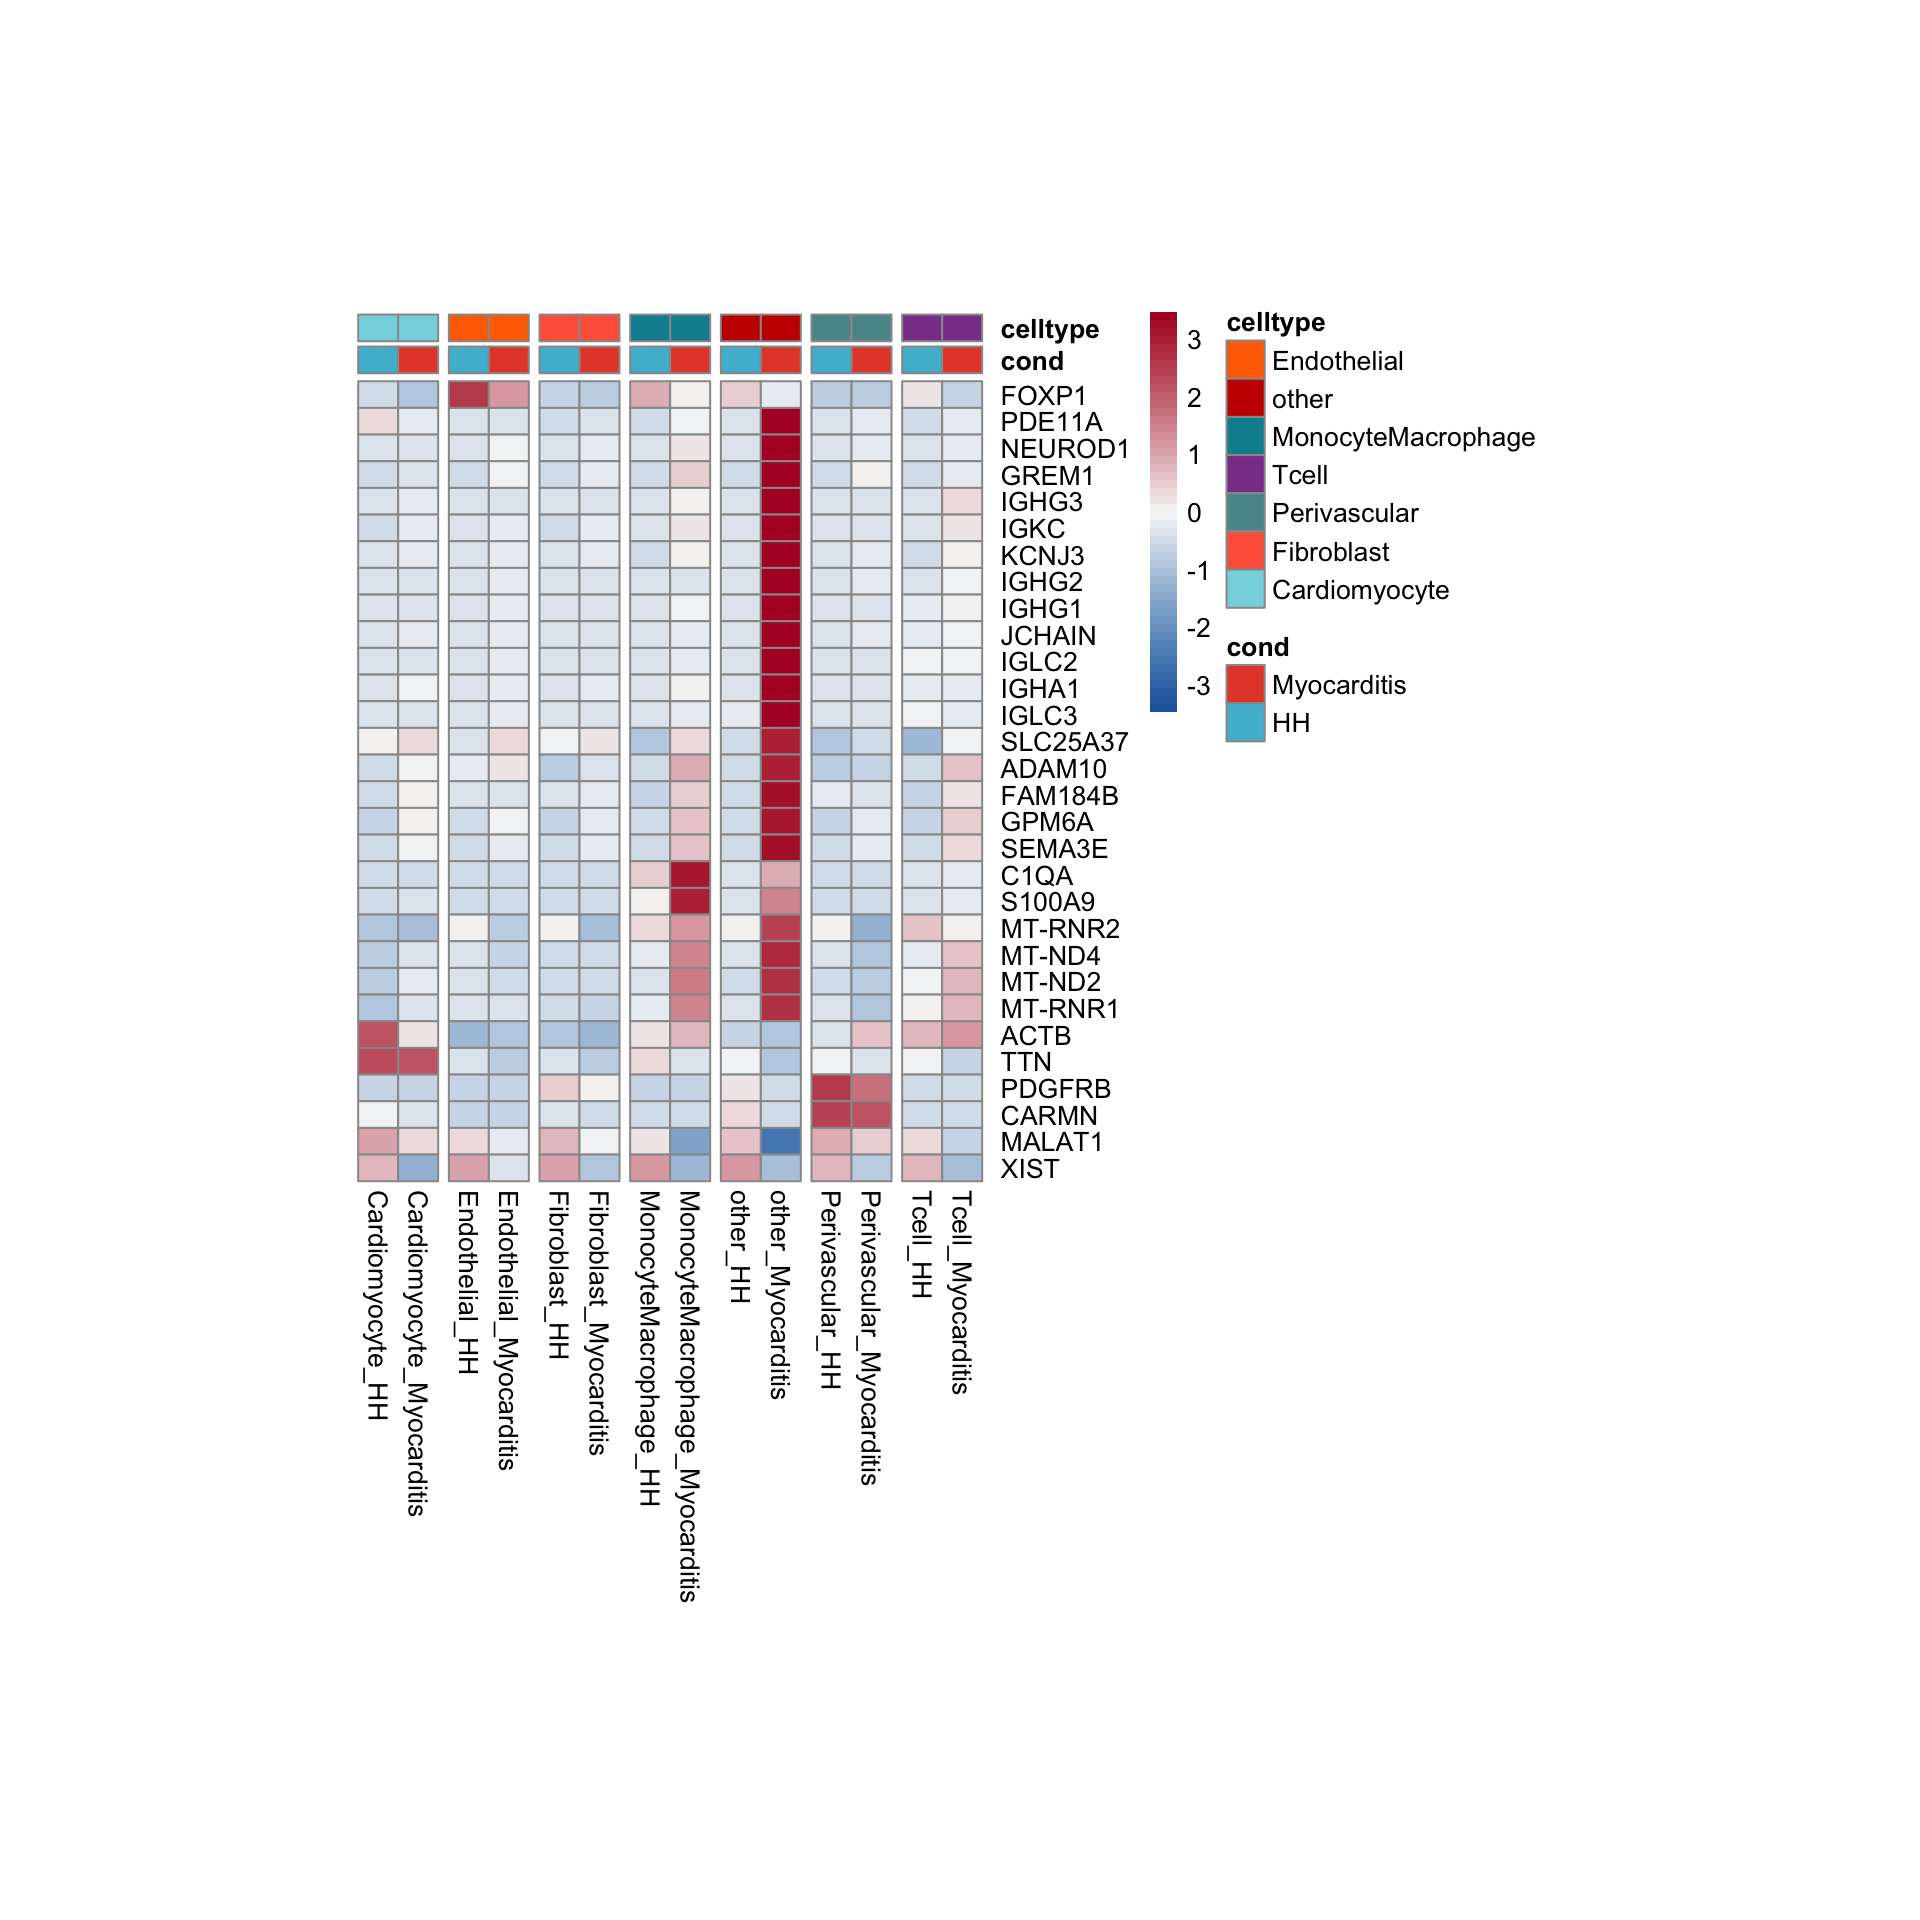 celltype
cond
FOXP1
PDE11A
NEUROD1
GREM1
IGHG3
IGKC
KCNJ3
IGHG2
IGHG1
JCHAIN
IGLC2
IGHA1
IGLC3
SLC25A37
ADAM10
FAM184B
GPM6A
SEMA3E
C1QA
S100A9
MT-RNR2
MT-ND4
MT-ND2
MT-RNR1
ACTB
TTN
PDGFRB
CARMN
MALAT1
XIST
Cardiomyocyte_HH
Cardiomyocyte_Myocarditis
Endothelial_HH
Endothelial_Myocarditis
Fibroblast_HH
Fibroblast_Myocarditis
MonocyteMacrophage_HH
MonocyteMacrophage_Myocarditis
other_HH
other_Myocarditis
Perivascular_HH
Perivascular_Myocarditis
Tcell_HH
Tcell_Myocarditis
3
2
1
0
-1
-2
-3
celltype
Endothelial
other
MonocyteMacrophage
Tcell
Perivascular
Fibroblast
Cardiomyocyte
cond
Myocarditis
HH